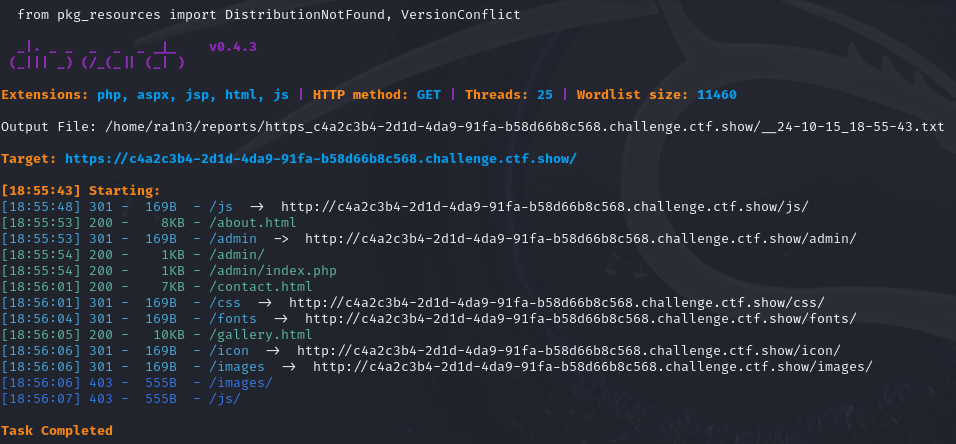 from pkg_resources import DistributionNotFound, VersionConflict
_|. _ _  _  _  _ _|_    v0.4.3
(_||| _) (/_(_|| (_| )
Extensions: php, aspx, jsp, html, js | HTTP method: GET | Threads: 25 | Wordlist size: 11460
Output File: /home/ra1n3/reports/https_c4a2c3b4-2d1d-4da9-91fa-b58d66b8c568.challenge.ctf.show/__24-10-15_18-55-43.txt
Target: https://c4a2c3b4-2d1d-4da9-91fa-b58d66b8c568.challenge.ctf.show/
[18:55:43] Starting:
[18:55:48] 301 -  169B  - /js  ->  http://c4a2c3b4-2d1d-4da9-91fa-b58d66b8c568.challenge.ctf.show/js/
[18:55:53] 200 -    8KB - /about.html
[18:55:53] 301 -  169B  - /admin  ->  http://c4a2c3b4-2d1d-4da9-91fa-b58d66b8c568.challenge.ctf.show/admin/
[18:55:54] 200 -    1KB - /admin/
[18:55:54] 200 -    1KB - /admin/index.php
[18:56:01] 200 -    7KB - /contact.html
[18:56:01] 301 -  169B  - /css  ->  http://c4a2c3b4-2d1d-4da9-91fa-b58d66b8c568.challenge.ctf.show/css/
[18:56:04] 301 -  169B  - /fonts  ->  http://c4a2c3b4-2d1d-4da9-91fa-b58d66b8c568.challenge.ctf.show/fonts/
[18:56:05] 200 -   10KB - /gallery.html
[18:56:06] 301 -  169B  - /icon  ->  http://c4a2c3b4-2d1d-4da9-91fa-b58d66b8c568.challenge.ctf.show/icon/
[18:56:06] 301 -  169B  - /images  ->  http://c4a2c3b4-2d1d-4da9-91fa-b58d66b8c568.challenge.ctf.show/images/
[18:56:06] 403 -  555B  - /images/
[18:56:07] 403 -  555B  - /js/
Task Completed